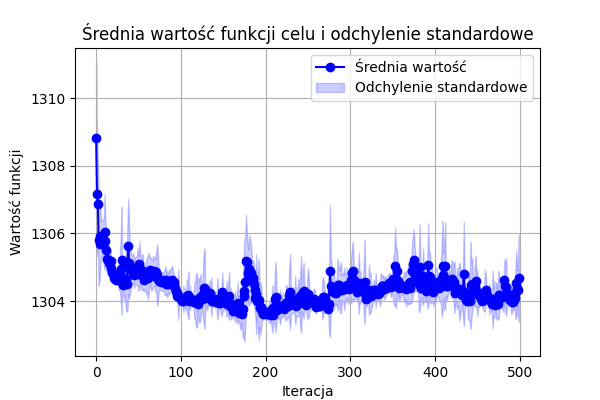 Średnia wartość funkcji celu i odchylenie standardowe
Średnia wartość
Odchylenie standardowe
Wartość funkcji
1310
1308
1306
1304
0 100 200 300 400 500
Iteracja